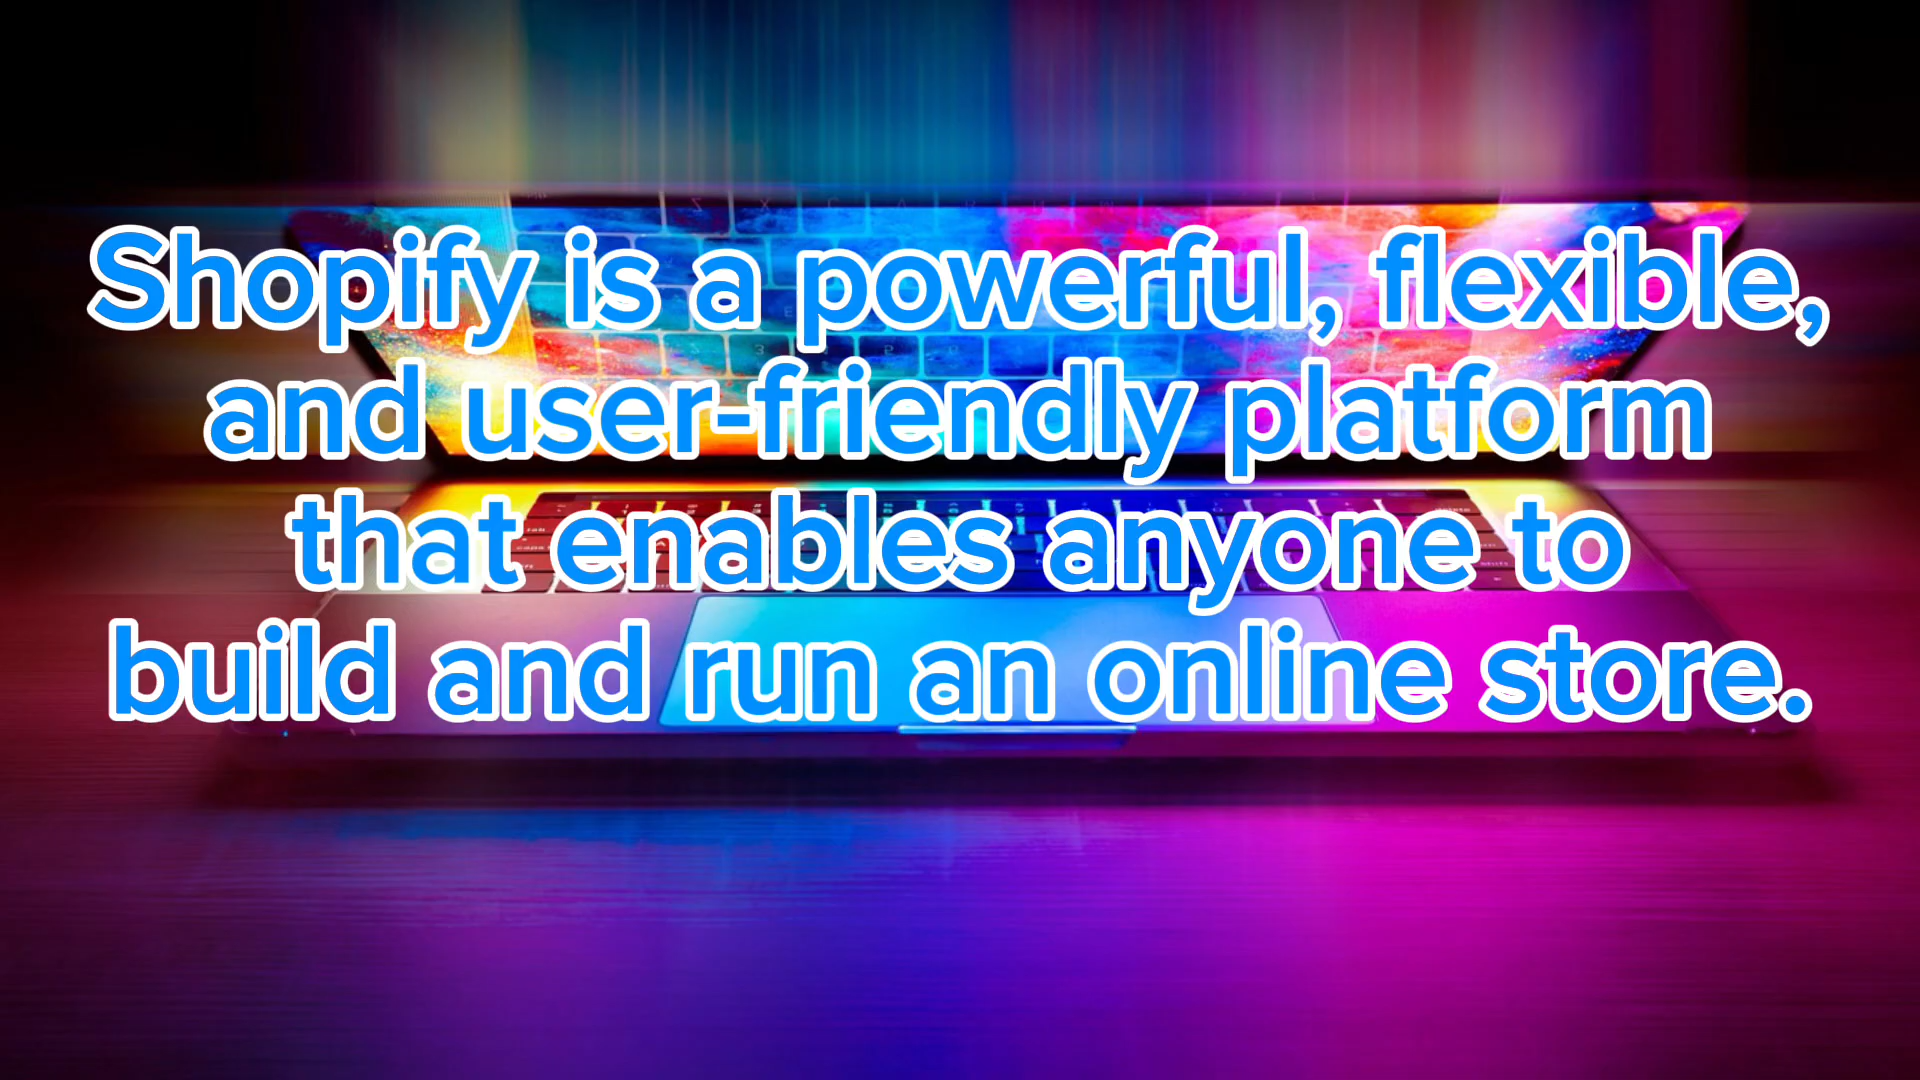 Shopify is a powerful, flexible,
and user-friendly platform
that enables anyone to
build and run an online store.